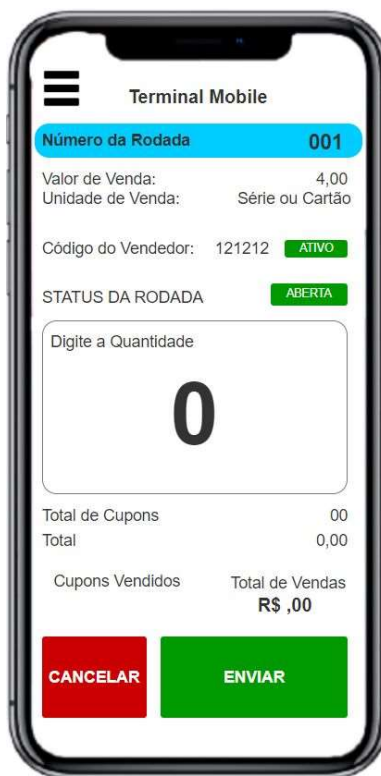 Terminal Mobile
Número da Rodada 001
Valor de Venda: 4,00
Unidade de Venda: Série ou Cartão
Código do Vendedor: 121212 ATIVO
STATUS DA RODADA ABERTA
Digite a Quantidade
0
Total de Cupons 00
Total 0,00
Cupons Vendidos Total de Vendas
R$ ,00
CANCELAR ENVIAR